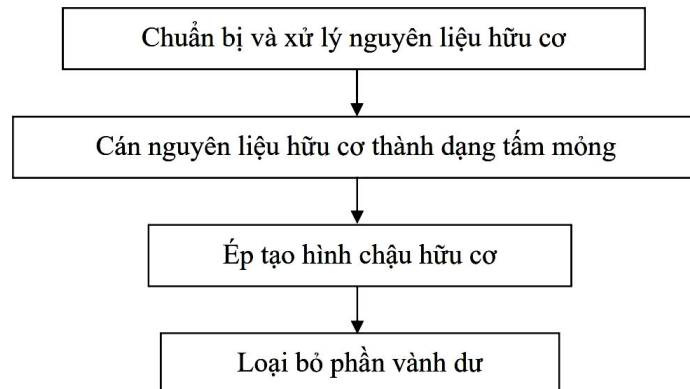 Chuẩn bị và xử lý nguyên liệu hữu cơ
Cán nguyên liệu hữu cơ thành dạng tấm mỏng
Ép tạo hình chậu hữu cơ
Loại bỏ phần vành dư